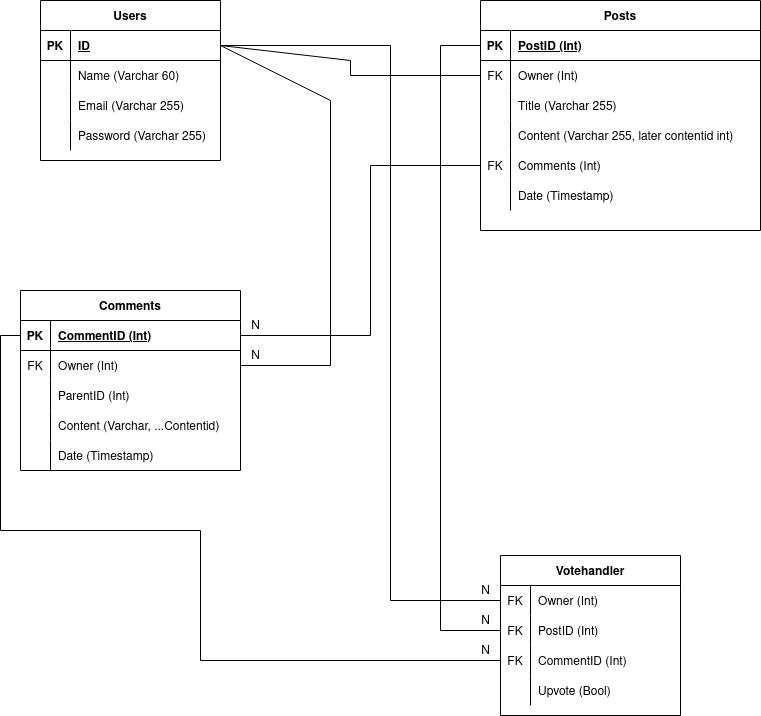 Users
PK ID
Name (Varchar 60)
Email (Varchar 255)
Password (Varchar 255)
Posts
PK PostID (Int)
FK Owner (Int)
Title (Varchar 255)
Content (Varchar 255, later contentid int)
FK Comments (Int)
Date (Timestamp)
Comments
PK CommentID (Int)
N
FK Owner (Int)
N
ParentID (Int)
Content (Varchar, ...Contentid)
Date (Timestamp)
Votehandler
N
FK Owner (Int)
N
FK PostID (Int)
N
FK CommentID (Int)
Upvote (Bool)